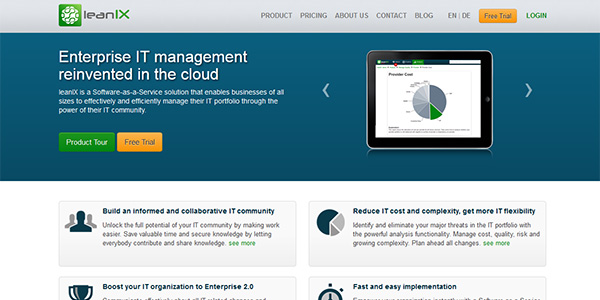 leanIX
PRODUCT PRICING ABOUT US CONTACT BLOG EN | DE Free Trial LOGIN
Enterprise IT management
reinvented in the cloud
leanIX is a Software-as-a-Service solution that enables businesses of all
sizes to effectively and efficiently manage their IT portfolio through the
power of their IT community.
Product Tour Free Trial
Provider Cost
Build an informed and collaborative IT community
Unlock the full potential of your IT community by making work
easier. Save valuable time and secure knowledge by letting
everybody contribute and share knowledge. see more
Reduce IT cost and complexity, get more IT flexibility
Identify and eliminate your major threats in the IT portfolio with
the powerful analysis functionality. Manage cost, quality, risk and
growing complexity. Plan ahead all changes. see more
Boost your IT organization to Enterprise 2.0
Fast and easy implementation